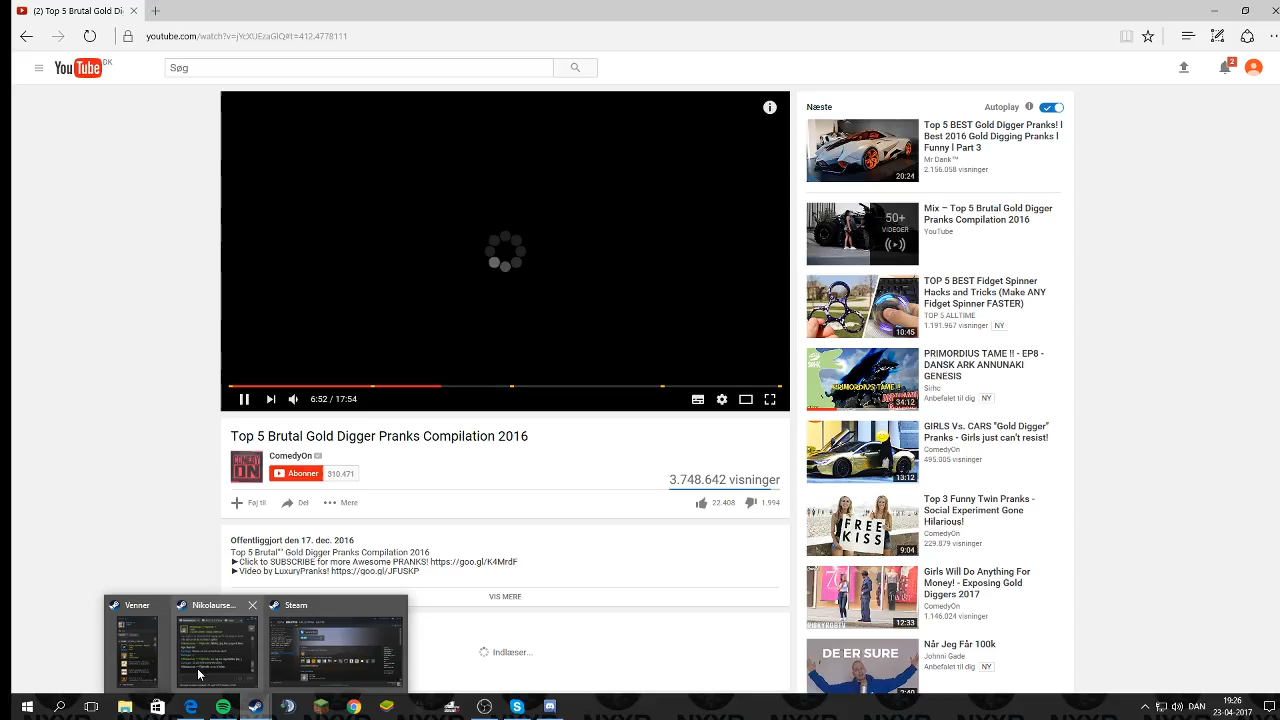 (2) Top 5 Brutal Gold Di
youtube.com/watch?v=jYcXUEzaGlQ#t=412.4778111
YouTube DK
Søg
2
Næste
Autoplay
Top 5 BEST Gold Digger Pranks! l
Best 2016 Gold Digging Pranks l
Funny l Part 3
Mr Dank™
2.156.058 visninger
20:24
Mix – Top 5 Brutal Gold Digger
Pranks Compilation 2016
YouTube
50+
VIDEOER
TOP 5 BEST Fidget Spinner
Hacks and Tricks (Make ANY
Fidget Spinner FASTER)
TOP 5 ALLTIME
1.191.967 visninger NY
10:45
PRIMORDIUS TAME !! - EP8 -
DANSK ARK ANNUNAKI
GENESIS
Sirhc
Anbefalet til dig NY
PRIMORDIUS TAME !!
34:12
GIRLS Vs. CARS "Gold Digger"
Pranks - Girls just can't resist!
ComedyOn
495.005 visninger
13:12
Top 3 Funny Twin Pranks -
Social Experiment Gone
Hilarious!
ComedyOn
229.879 visninger
FREE
KISS
9:04
Girls Will Do Anything For
Money! - Exposing Gold
Diggers 2017
ComedyOn
1.146.024 visninger
12:33
Når Jeg Får 100k
Johnni Gade
Anbefalet til dig NY
DE ER SURE
2:40
6:52 / 17:54
Top 5 Brutal Gold Digger Pranks Compilation 2016
COMEDY
ON
ComedyOn
Abonner 310.471
3.748.642 visninger
Føj til Del Mere
22.408 1.994
Offentliggjort den 17. dec. 2016
Top 5 Brutal"" Gold Digger Pranks Compilation 2016
►Click to SUBSCRIBE for more Awesome PRANKS! https://goo.gl/K4MrdF
►Video by LuxuryPranks! https://goo.gl/JFUSKP
VIS MERE
Indlæser...
Venner
Nikolaurse...
Steam
DAN
19:26
23-04-2017